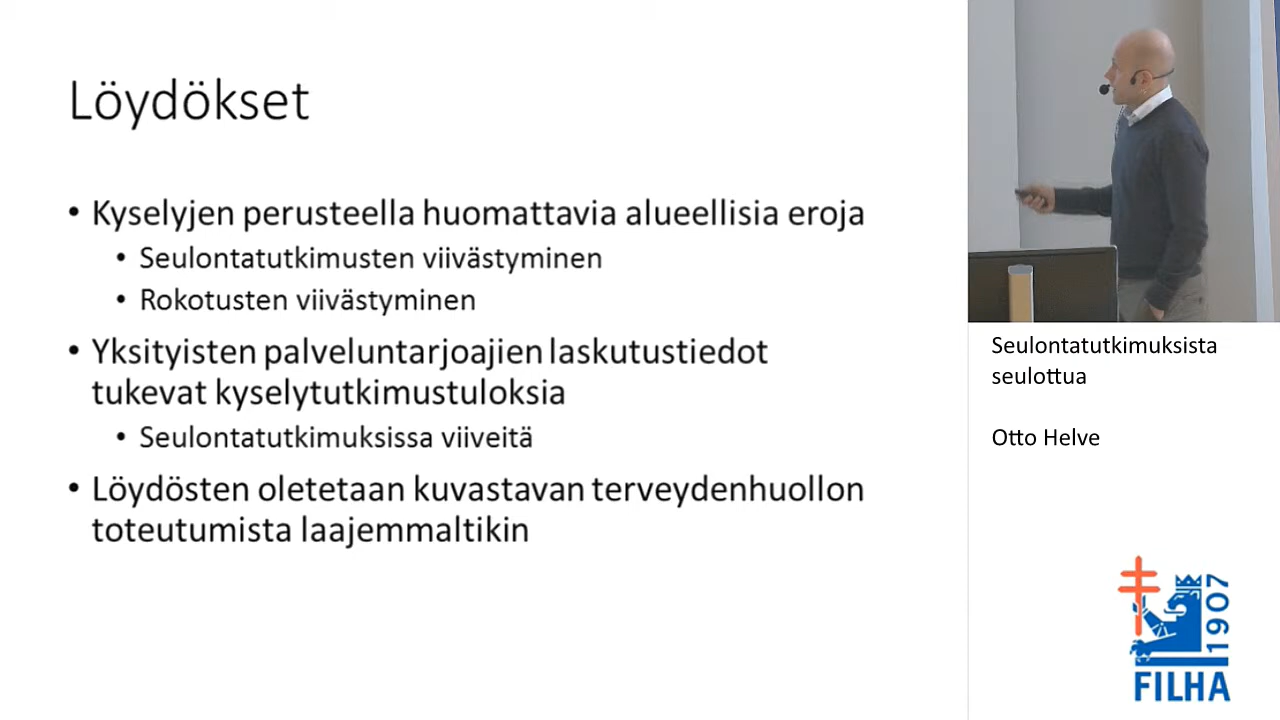 Löydökset
• Kyselyjen perusteella huomattavia alueellisia eroja
• Seulontatutkimusten viivästyminen
• Rokotusten viivästyminen
• Yksityisten palveluntarjoajien laskutustiedot
tukevat kyselytutkimustuloksia
• Seulontatutkimuksissa viiveitä
• Löydösten oletetaan kuvastavan terveydenhuollon
toteutumista laajemmaltikin
Seulontatutkimuksista
seulottua
Otto Helve
1907
FILHA